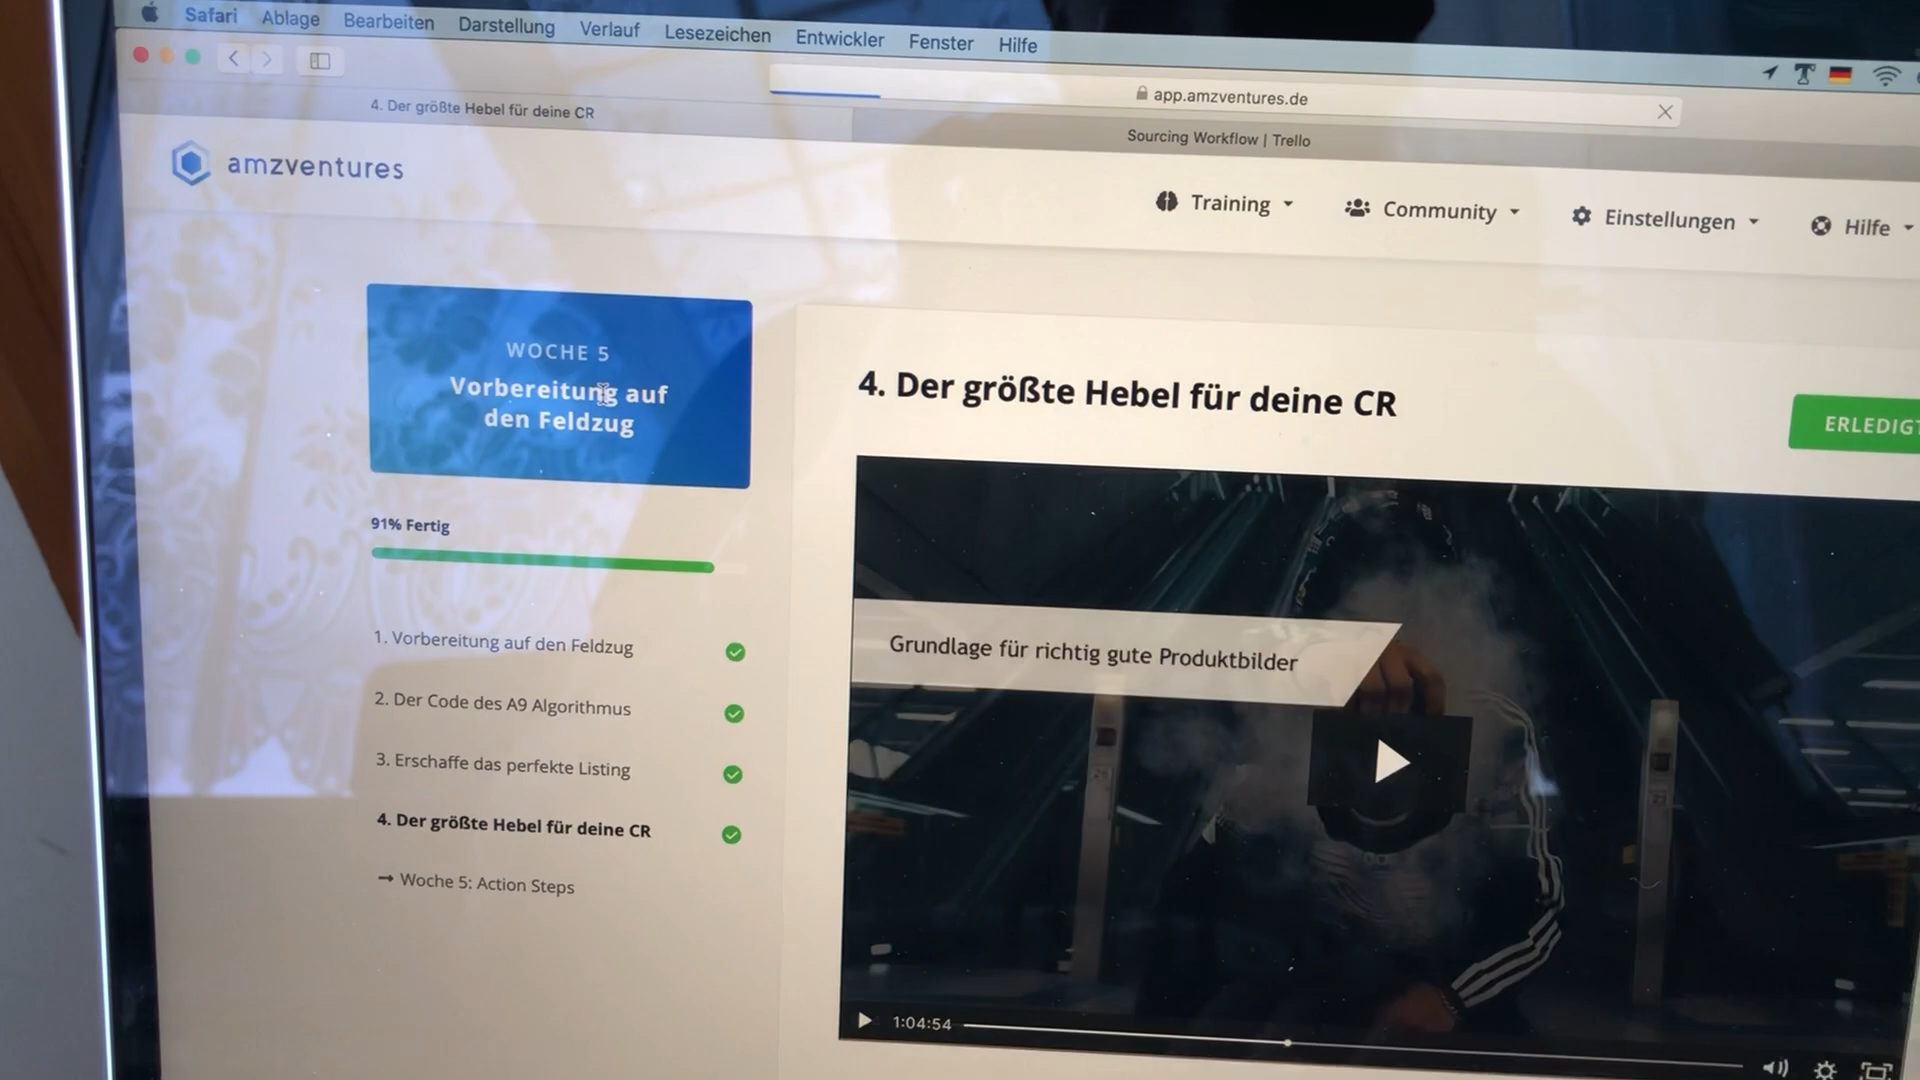 Safari Ablage Bearbeiten Darstellung Verlauf Lesezeichen Entwickler Fenster Hilfe
app.amzventures.de
4. Der größte Hebel für deine CR
Sourcing Workflow | Trello
amzventures
Training
Community
Einstellungen
Hilfe
WOCHE 5
Vorbereitung auf
den Feldzug
91% Fertig
1. Vorbereitung auf den Feldzug
2. Der Code des A9 Algorithmus
3. Erschaffe das perfekte Listing
4. Der größte Hebel für deine CR
→ Woche 5: Action Steps
4. Der größte Hebel für deine CR
ERLEDIGT
Grundlage für richtig gute Produktbilder
1:04:54